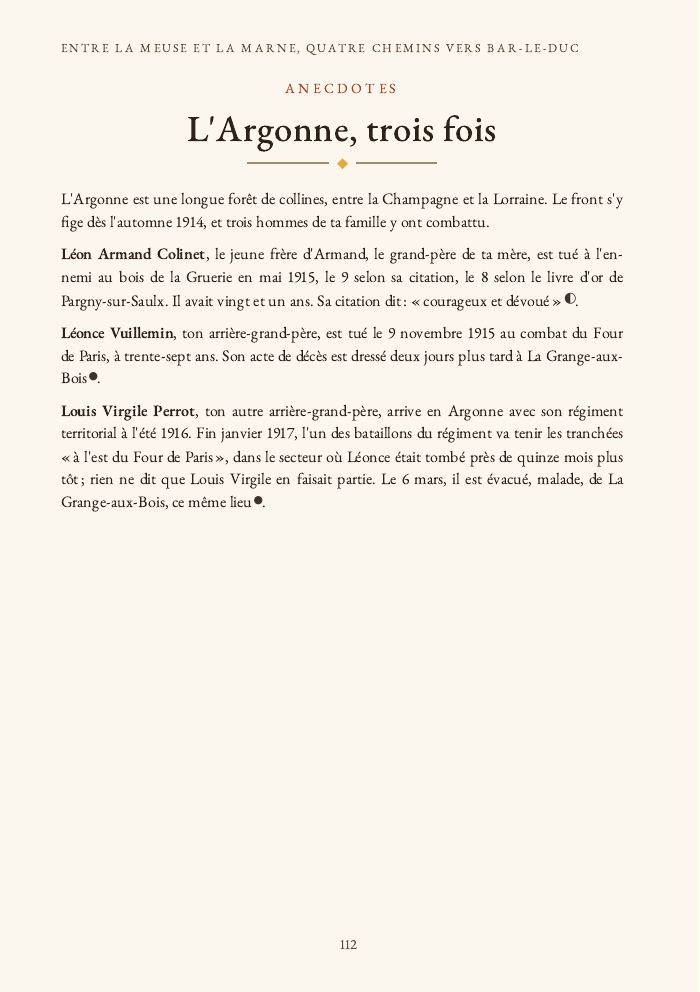 ENTRE LA MEUSE ET LA MARNE, QUATRE CHEMINS VERS BAR-LE-DUC
ANECDOTES
L'Argonne, trois fois
L'Argonne est une longue forêt de collines, entre la Champagne et la Lorraine. Le front s'y
fige dès l'automne 1914, et trois hommes de ta famille y ont combattu.
Léon Armand Colinet, le jeune frère d'Armand, le grand-père de ta mère, est tué à l'en-
nemi au bois de la Gruerie en mai 1915, le 9 selon sa citation, le 8 selon le livre d'or de
Pargny-sur-Saulx. Il avait vingt et un ans. Sa citation dit : « courageux et dévoué » ◐.
Léonce Vuillemin, ton arrière-grand-père, est tué le 9 novembre 1915 au combat du Four
de Paris, à trente-sept ans. Son acte de décès est dressé deux jours plus tard à La Grange-aux-
Bois ●.
Louis Virgile Perrot, ton autre arrière-grand-père, arrive en Argonne avec son régiment
territorial à l'été 1916. Fin janvier 1917, l'un des bataillons du régiment va tenir les tranchées
« à l'est du Four de Paris », dans le secteur où Léonce était tombé près de quinze mois plus
tôt ; rien ne dit que Louis Virgile en faisait partie. Le 6 mars, il est évacué, malade, de La
Grange-aux-Bois, ce même lieu ●.
112